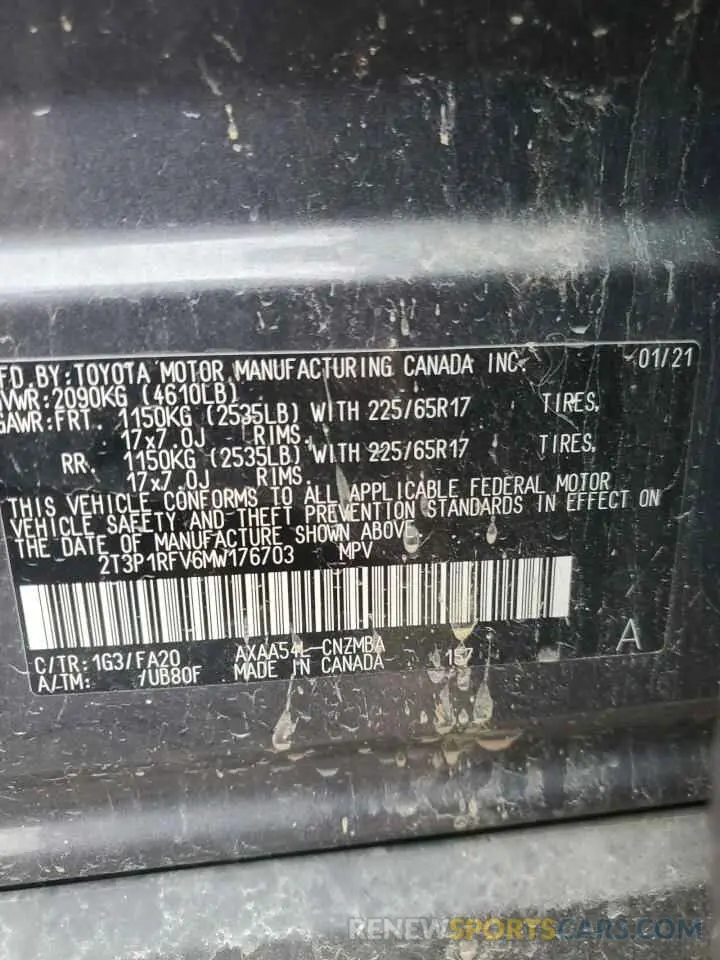 FD. BY: TOYOTA MOTOR MANUFACTURING CANADA INC. 01/21
VWR: 2090KG (4610LB)
GAWR: FRT. 1150KG (2535LB) WITH 225/65R17 TIRES,
17x7.0J RIMS.
RR. 1150KG (2535LB) WITH 225/65R17 TIRES,
17x7.0J RIMS.
THIS VEHICLE CONFORMS TO ALL APPLICABLE FEDERAL MOTOR
VEHICLE SAFETY AND THEFT PREVENTION STANDARDS IN EFFECT ON
THE DATE OF MANUFACTURE SHOWN ABOVE.
2T3P1RFV6MW176703 MPV
C/TR: 1G3/FA20 AXAA54L-CNZMBA A
A/TM: /UB80F MADE IN CANADA 157
RENEWSPORTSCARS.COM